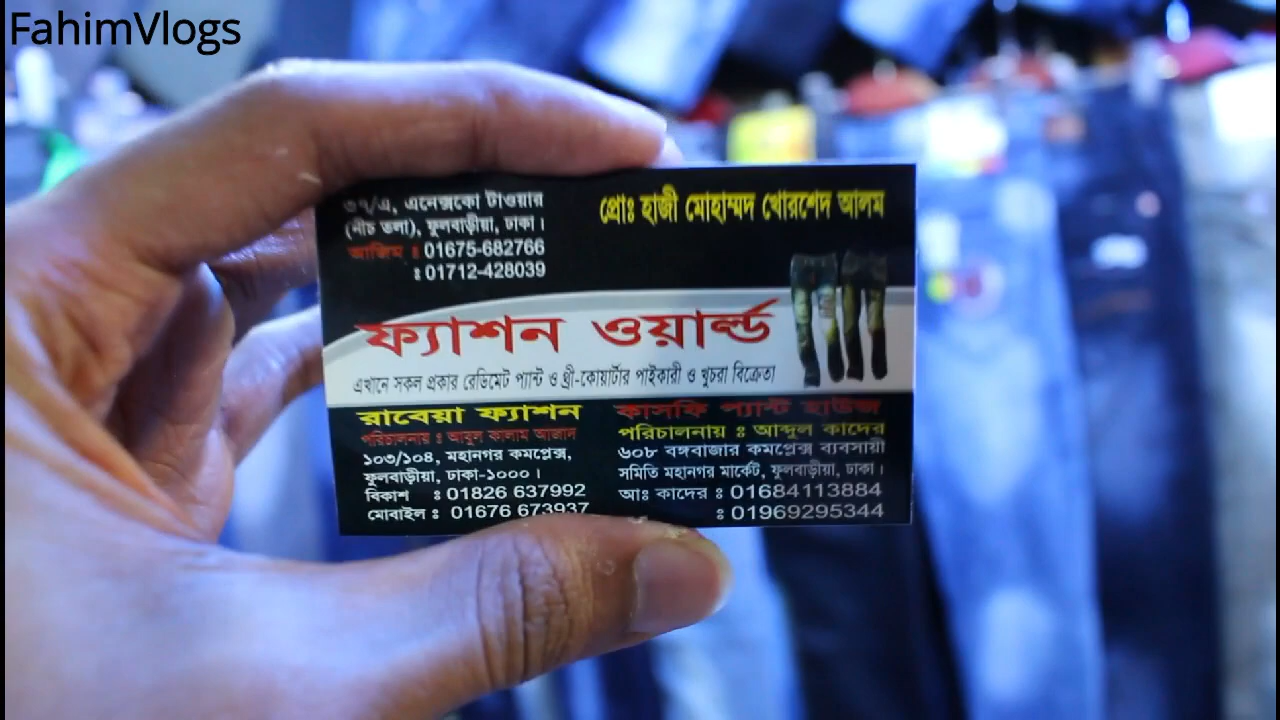 FahimVlogs
৩৭/এ, এনেক্সকো টাওয়ার
(নীচ তলা), ফুলবাড়ীয়া, ঢাকা।
আজিম : 01675-682766
: 01712-428039
প্রোঃ হাজী মোহাম্মদ খোরশেদ আলম
ফ্যাশন ওয়ার্ল্ড
এখানে সকল প্রকার রেডিমেট প্যান্ট ও থ্রী-কোয়ার্টার পাইকারী ও খুচরা বিক্রেতা
রাবেয়া ফ্যাশন
পরিচালনায় : আবুল কালাম আজাদ
১০৩/১০৪, মহানগর কমপ্লেক্স,
ফুলবাড়ীয়া, ঢাকা-১০০০।
বিকাশ : 01826 637992
মোবাইল : 01676 673937
কাসফি প্যান্ট হাউজ
পরিচালনায় : আব্দুল কাদের
৬০৮ বঙ্গবাজার কমপ্লেক্স ব্যবসায়ী
সমিতি মহানগর মার্কেট, ফুলবাড়ীয়া, ঢাকা।
আঃ কাদের : 01684113884
: 01969295344